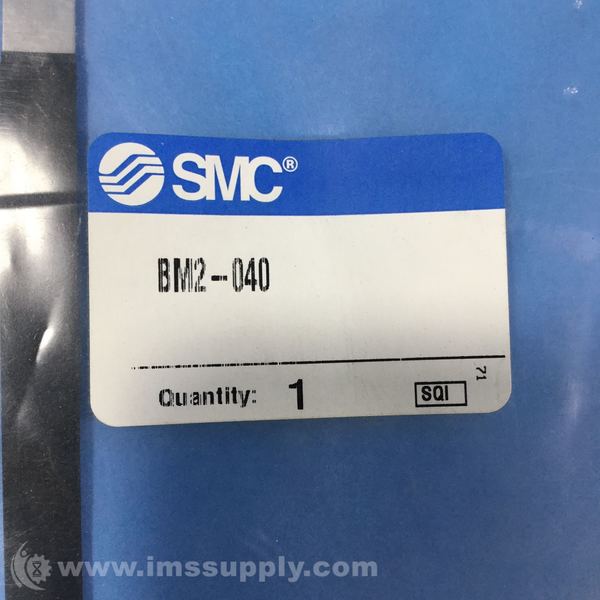 SMC®
BM2-040
71
Quantity: 1 SQI
www.imssupply.com